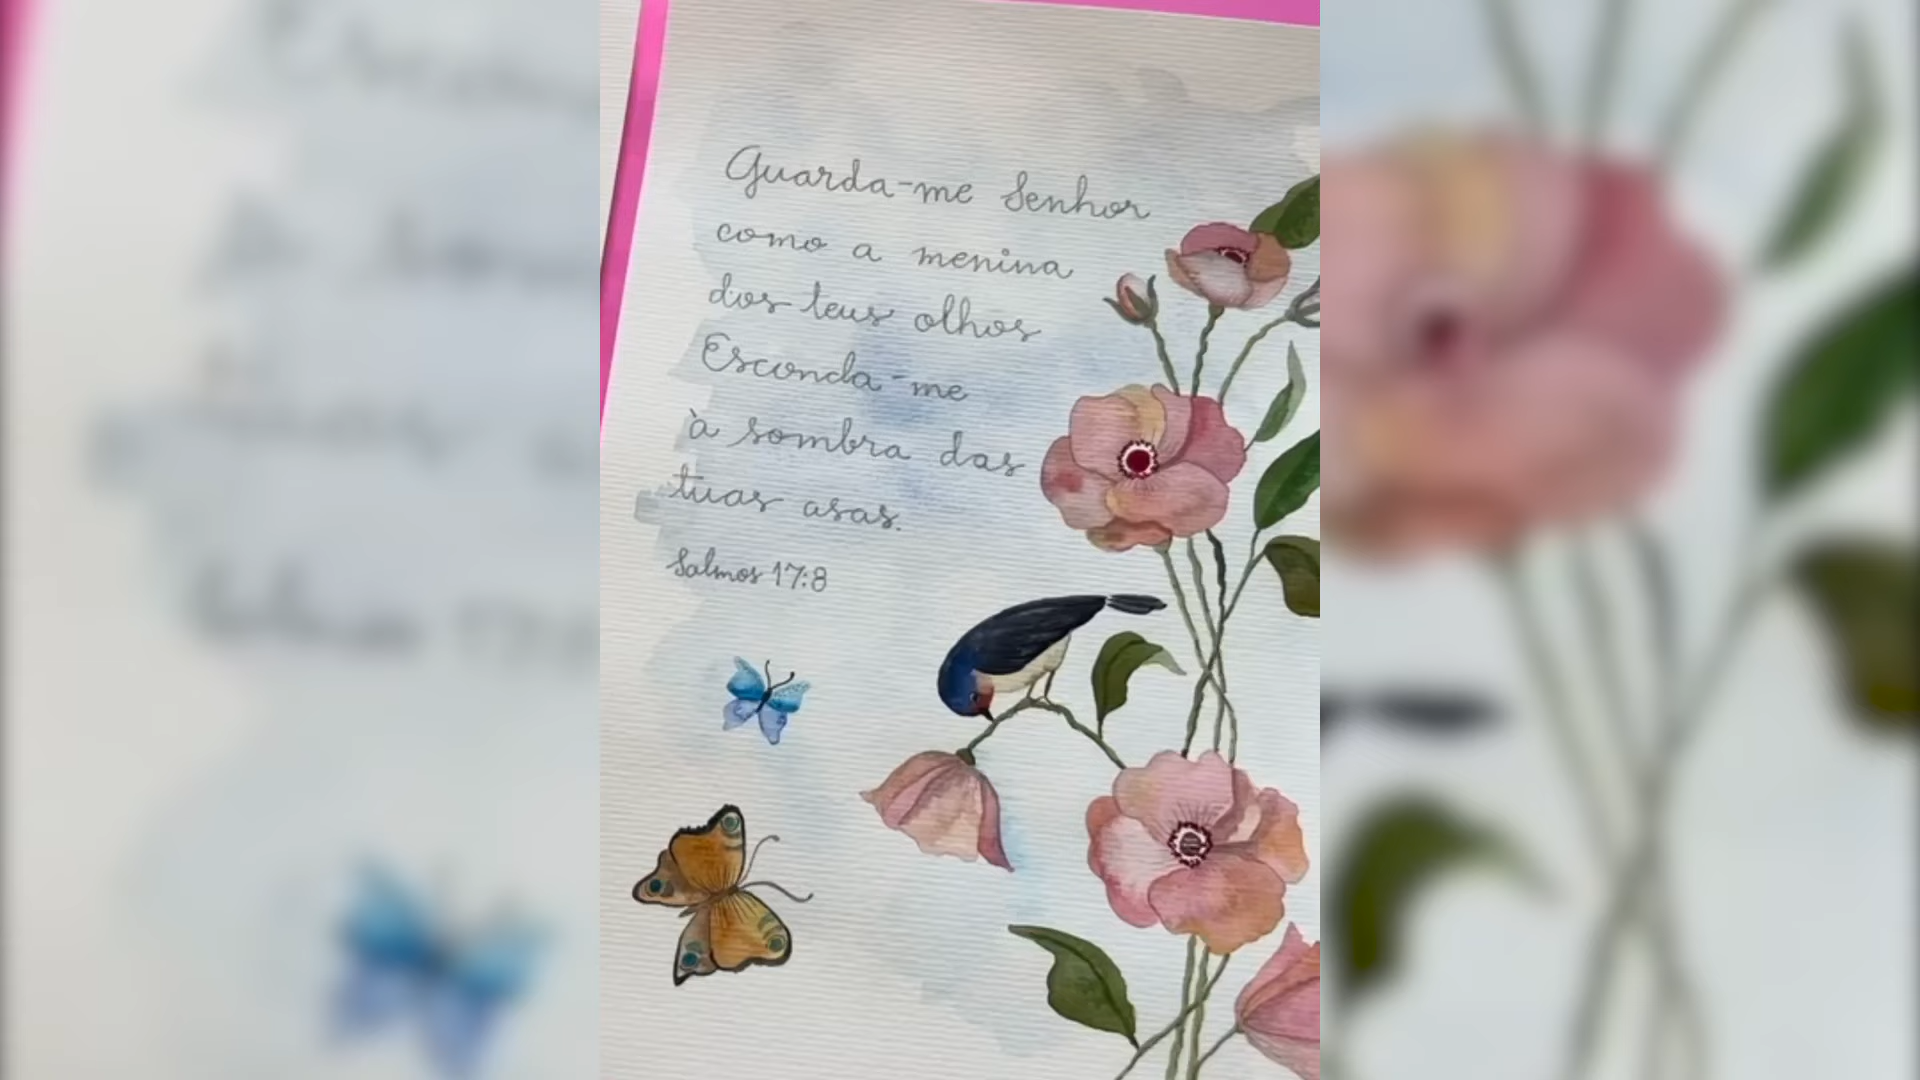 Guarda-me Senhor
como a menina
dos teus olhos
Esconda-me
à sombra das
tuas asas.
Salmos 17:8